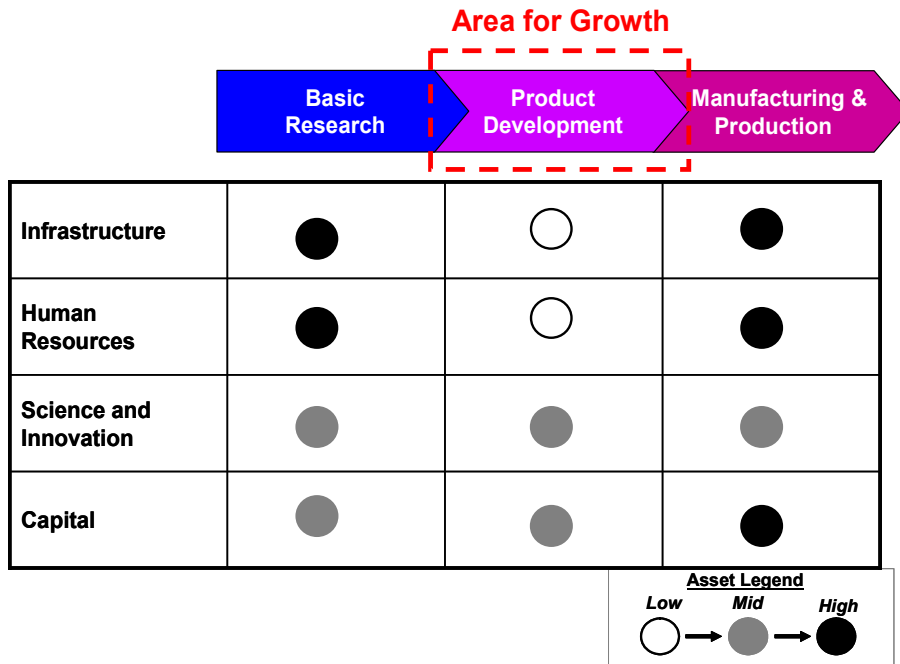 Area for Growth
Basic
Research
Product
Development
Manufacturing &
Production
Infrastructure
Human
Resources
Science and
Innovation
Capital
Asset Legend
Low Mid High